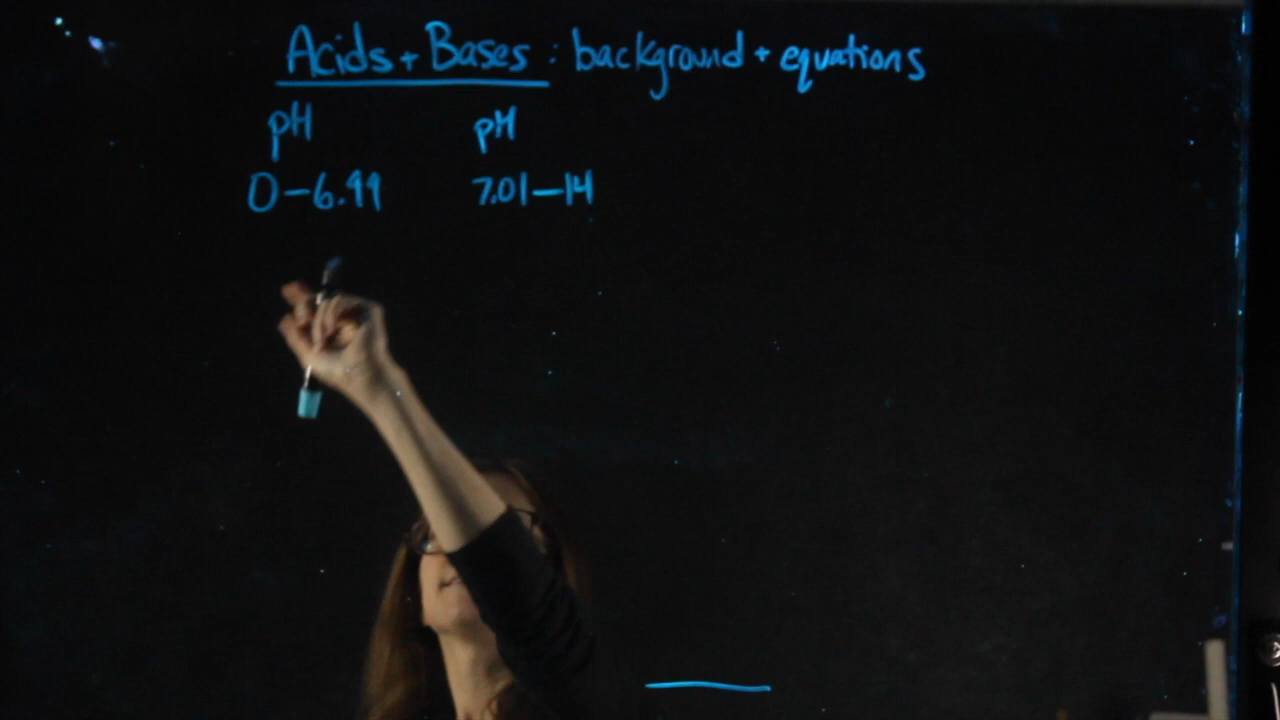 Acids + Bases : background + equations
pH pH
0-6.99 7.01-14